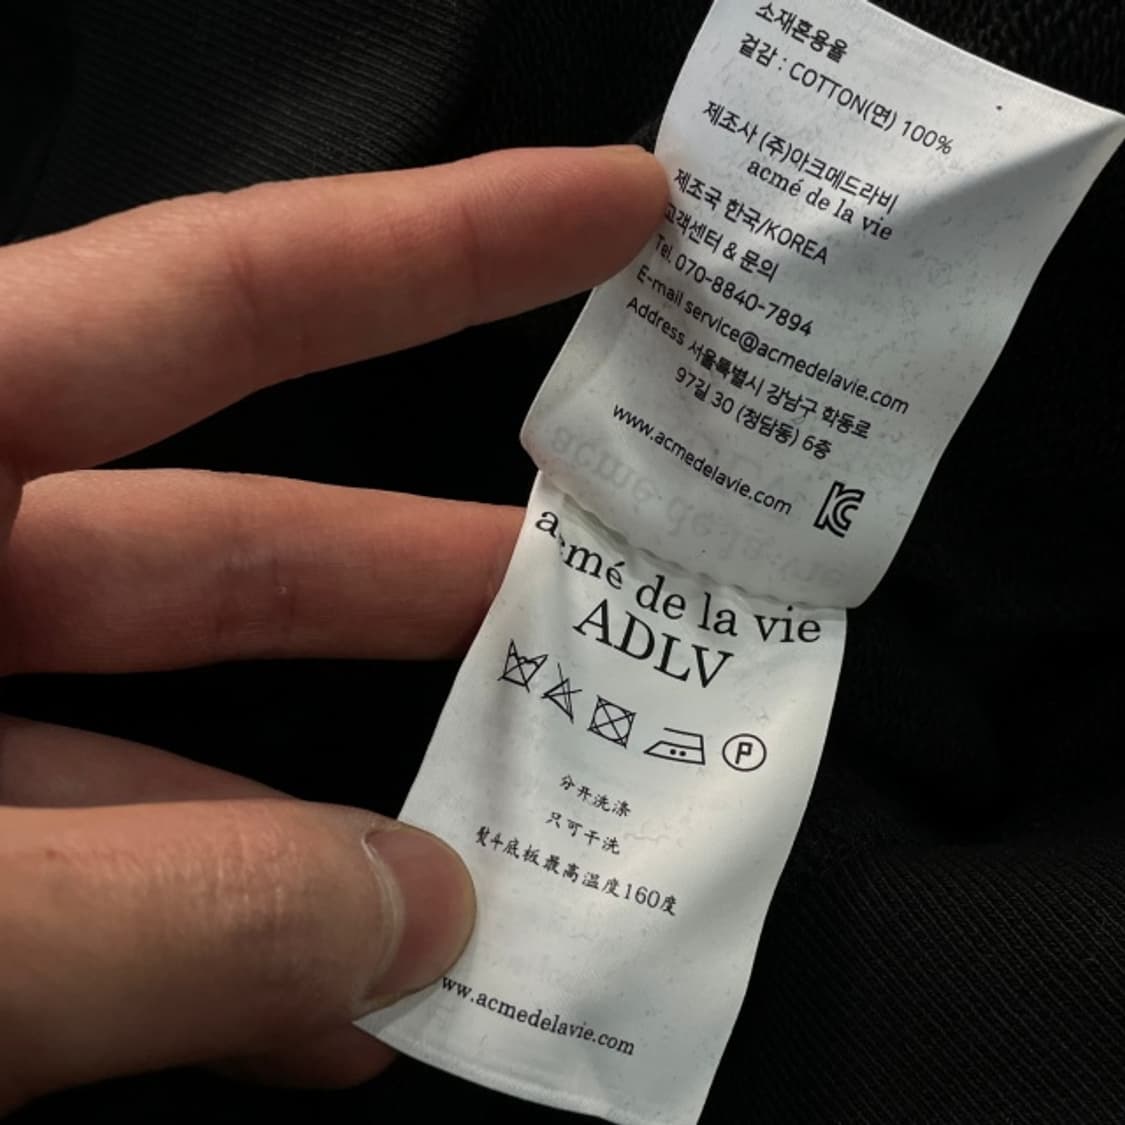 소재혼용율
겉감 : COTTON(면) 100%
제조사 (주)아크메드라비
acmé de la vie
제조국 한국/KOREA
고객센터 & 문의
Tel. 070-8840-7894
E-mail service@acmedelavie.com
Address 서울특별시 강남구 학동로
97길 30 (청담동) 6층
www.acmedelavie.com
acmé de la vie
ADLV
P
分开洗涤
只可干洗
熨斗底板最高温度160度
www.acmedelavie.com